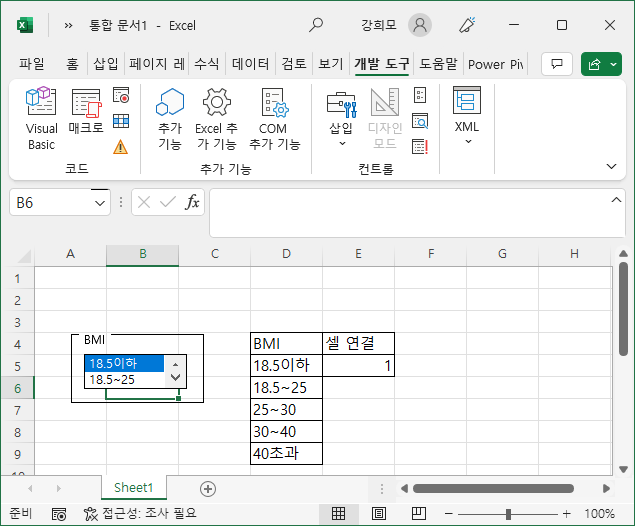 통합 문서1 - Excel 강희모
파일 홈 삽입 페이지 레 수식 데이터 검토 보기 개발 도구 도움말 Power Piv
Visual Basic
매크로
추가 기능
Excel 추가 기능
COM 추가 기능
삽입
디자인 모드
XML
코드 추가 기능 컨트롤
B6 fx
A B C D E F G H
1
2
3
4 BMI BMI 셀 연결
5 18.5이하 18.5이하 1
6 18.5~25 18.5~25
7 25~30
8 30~40
9 40초과
Sheet1
준비 접근성: 조사 필요 100%